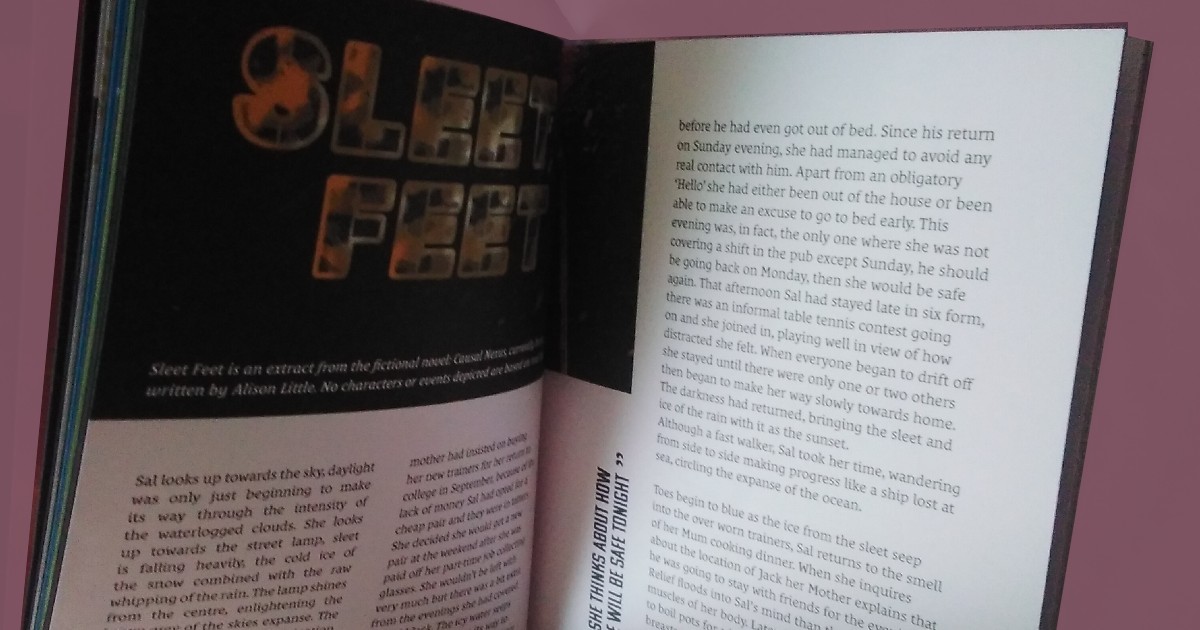 SLEET
FEET
Sleet Feet is an extract from the fictional novel: Causal Nexus, currently
written by Alison Little. No characters or events depicted are based on
Sal looks up towards the sky, daylight
was only just beginning to make
its way through the intensity of
the waterlogged clouds. She looks
up towards the street lamp, sleet
is falling heavily, the cold ice of
the snow combined with the raw
whipping of the rain. The lamp shines
from the centre, enlightening the
grey of the skies expanse. The
mother had insisted on buying
her new trainers for her return to
college in September, because of the
lack of money Sal had opted for a
cheap pair and they were in tatters
She decided she would get a new
pair at the weekend after she was
paid off her part-time job collecting
glasses. She wouldn't be left with
very much but there was a bit extra
from the evenings she had covered
The icy water seeps
SHE THINKS ABOUT HOW
WILL BE SAFE TONIGHT ”
before he had even got out of bed. Since his return
on Sunday evening, she had managed to avoid any
real contact with him. Apart from an obligatory
‘Hello’ she had either been out of the house or been
able to make an excuse to go to bed early. This
evening was, in fact, the only one where she was not
covering a shift in the pub except Sunday, he should
be going back on Monday, then she would be safe
again. That afternoon Sal had stayed late in six form,
there was an informal table tennis contest going
on and she joined in, playing well in view of how
distracted she felt. When everyone began to drift off
she stayed until there were only one or two others
then began to make her way slowly towards home.
The darkness had returned, bringing the sleet and
ice of the rain with it as the sunset.
Although a fast walker, Sal took her time, wandering
from side to side making progress like a ship lost at
sea, circling the expanse of the ocean.
Toes begin to blue as the ice from the sleet seep
into the over worn trainers, Sal returns to the smell
of her Mum cooking dinner. When she inquires
about the location of Jack her Mother explains that
he was going to stay with friends for the
Relief floods into Sal's mind than
muscles of her body.
to boil pots for